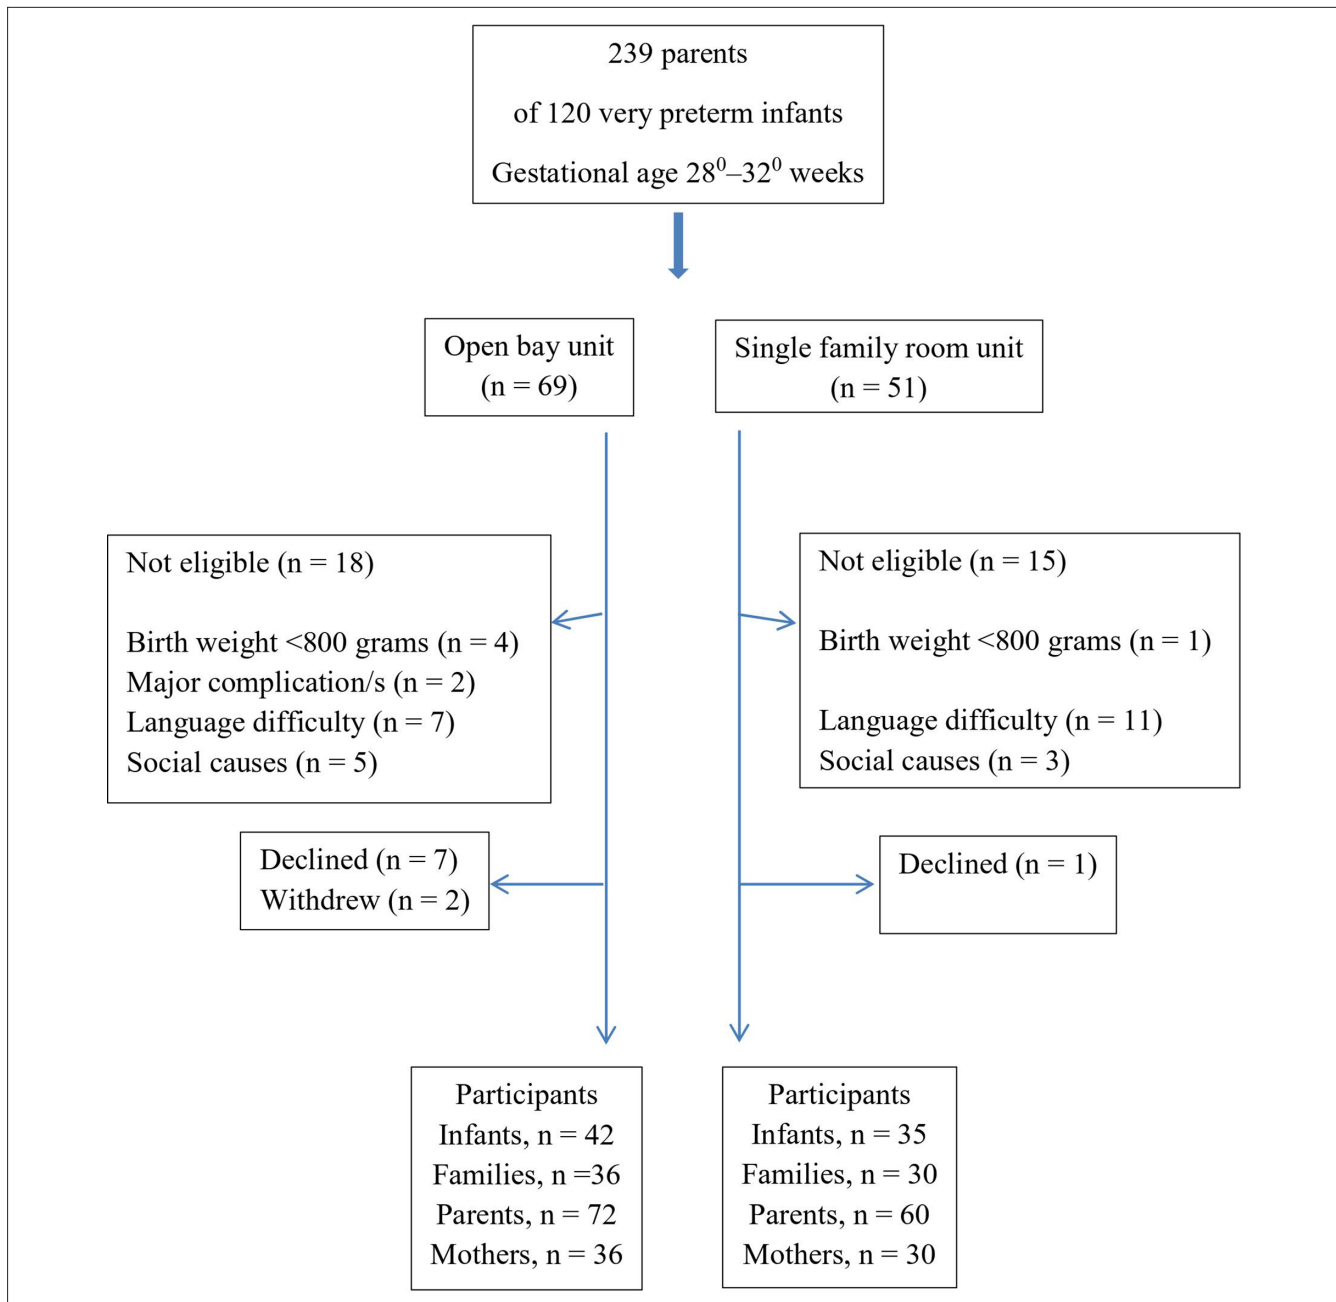 239 parents
of 120 very preterm infants
Gestational age 28⁰–32⁰ weeks
Open bay unit
(n = 69)
Single family room unit
(n = 51)
Not eligible (n = 18)
Birth weight <800 grams (n = 4)
Major complication/s (n = 2)
Language difficulty (n = 7)
Social causes (n = 5)
Not eligible (n = 15)
Birth weight <800 grams (n = 1)
Language difficulty (n = 11)
Social causes (n = 3)
Declined (n = 7)
Withdrew (n = 2)
Declined (n = 1)
Participants
Infants, n = 42
Families, n =36
Parents, n = 72
Mothers, n = 36
Participants
Infants, n = 35
Families, n = 30
Parents, n = 60
Mothers, n = 30